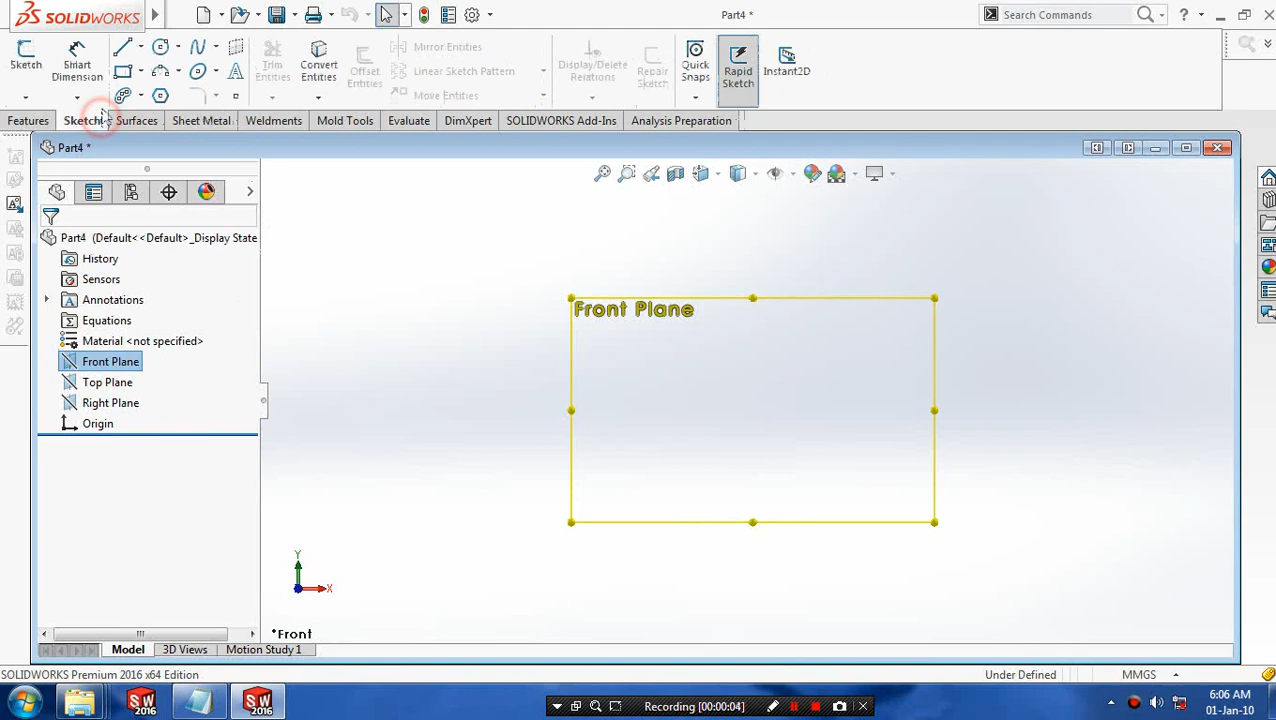 SOLIDWORKS
Part4 *
Search Commands
?
Sketch
Smart Dimension
Trim Entities
Convert Entities
Offset Entities
Mirror Entities
Linear Sketch Pattern
Move Entities
Display/Delete Relations
Repair Sketch
Quick Snaps
Rapid Sketch
Instant2D
Features
Sketch
Surfaces
Sheet Metal
Weldments
Mold Tools
Evaluate
DimXpert
SOLIDWORKS Add-Ins
Analysis Preparation
Part4 *
Part4 (Default<<Default>_Display State
History
Sensors
Annotations
Equations
Material <not specified>
Front Plane
Top Plane
Right Plane
Origin
Front Plane
Y
X
*Front
Model
3D Views
Motion Study 1
SOLIDWORKS Premium 2016 x64 Edition
Under Defined
MMGS
SW 2016
SW 2016
Recording [00:00:04]
6:06 AM
01-Jan-10